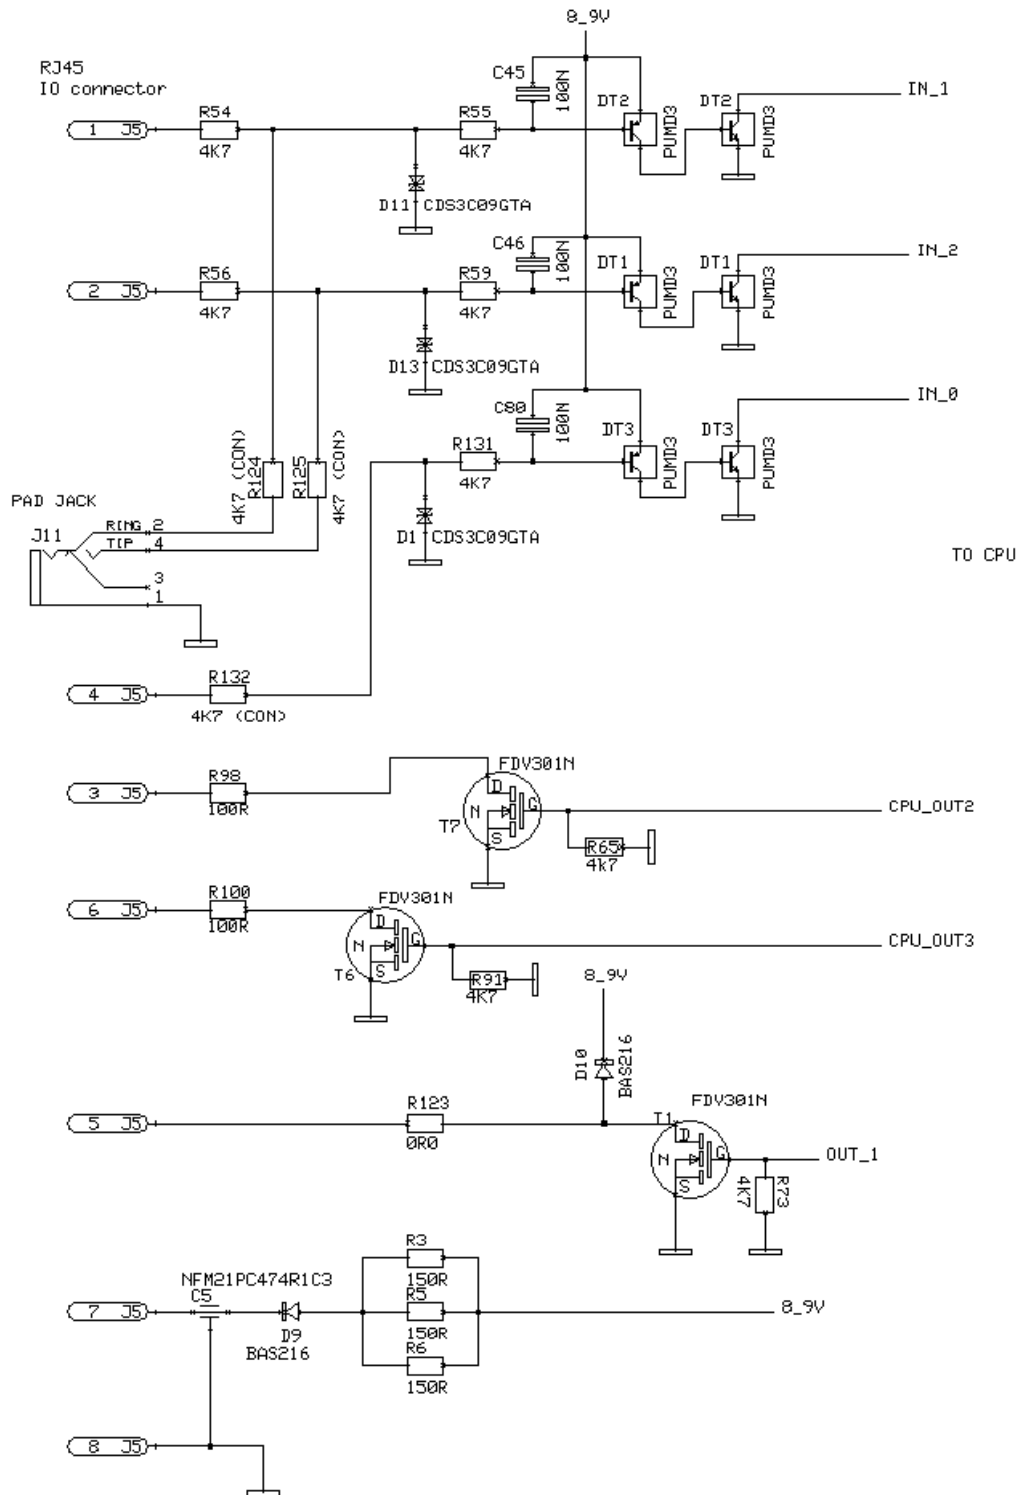 8_9V
RJ45
IO connector
C45
100N
DT2
PUMD3
DT2
PUMD3
IN_1
1 J5
R54
4K7
R55
4K7
D11 CDS3C09GTA
C46
100N
DT1
PUMD3
DT1
PUMD3
IN_2
2 J5
R56
4K7
R59
4K7
D13 CDS3C09GTA
C80
100N
DT3
PUMD3
DT3
PUMD3
IN_0
R131
4K7
D1 CDS3C09GTA
4K7 (CON)
R124
R125
4K7 (CON)
PAD JACK
J11
RING 2
TIP 4
3
1
TO CPU
4 J5
R132
4K7 (CON)
3 J5
R98
100R
FDV301N
D
N
G
S
T7
R65
4k7
CPU_OUT2
6 J5
R100
100R
FDV301N
D
N
G
S
T6
R91
4K7
CPU_OUT3
8_9V
D10
BAS216
5 J5
R123
0R0
FDV301N
T1
D
N
G
S
R73
4K7
OUT_1
7 J5
NFM21PC474R1C3
C5
D9
BAS216
R3
150R
R5
150R
R6
150R
8_9V
8 J5